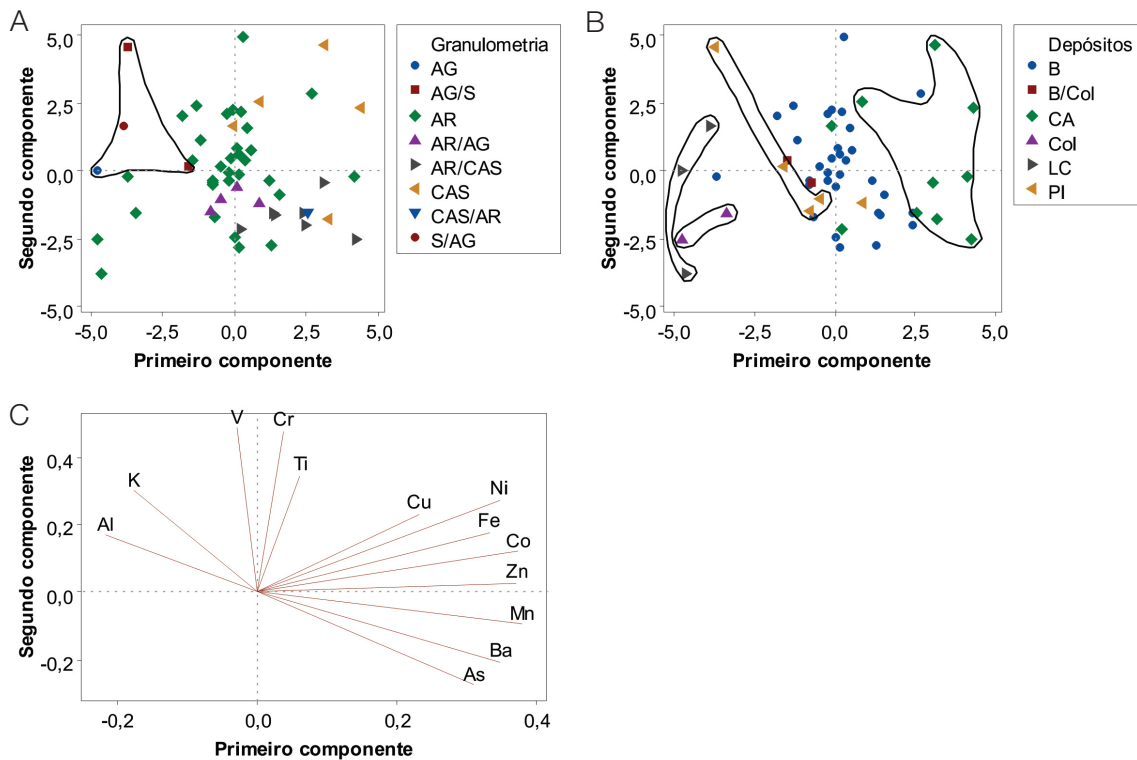 A
5,0
2,5
0,0
-2,5
-5,0
Segundo componente
-5,0 -2,5 0,0 2,5 5,0
Primeiro componente
Granulometria
AG
AG/S
AR
AR/AG
AR/CAS
CAS
CAS/AR
S/AG
B
5,0
2,5
0,0
-2,5
-5,0
Segundo componente
-5,0 -2,5 0,0 2,5 5,0
Primeiro componente
Depósitos
B
B/Col
CA
Col
LC
PI
C
0,4
0,2
0,0
-0,2
Segundo componente
V
Cr
Ti
K
Al
Cu
Ni
Fe
Co
Zn
Mn
Ba
As
-0,2 0,0 0,2 0,4
Primeiro componente